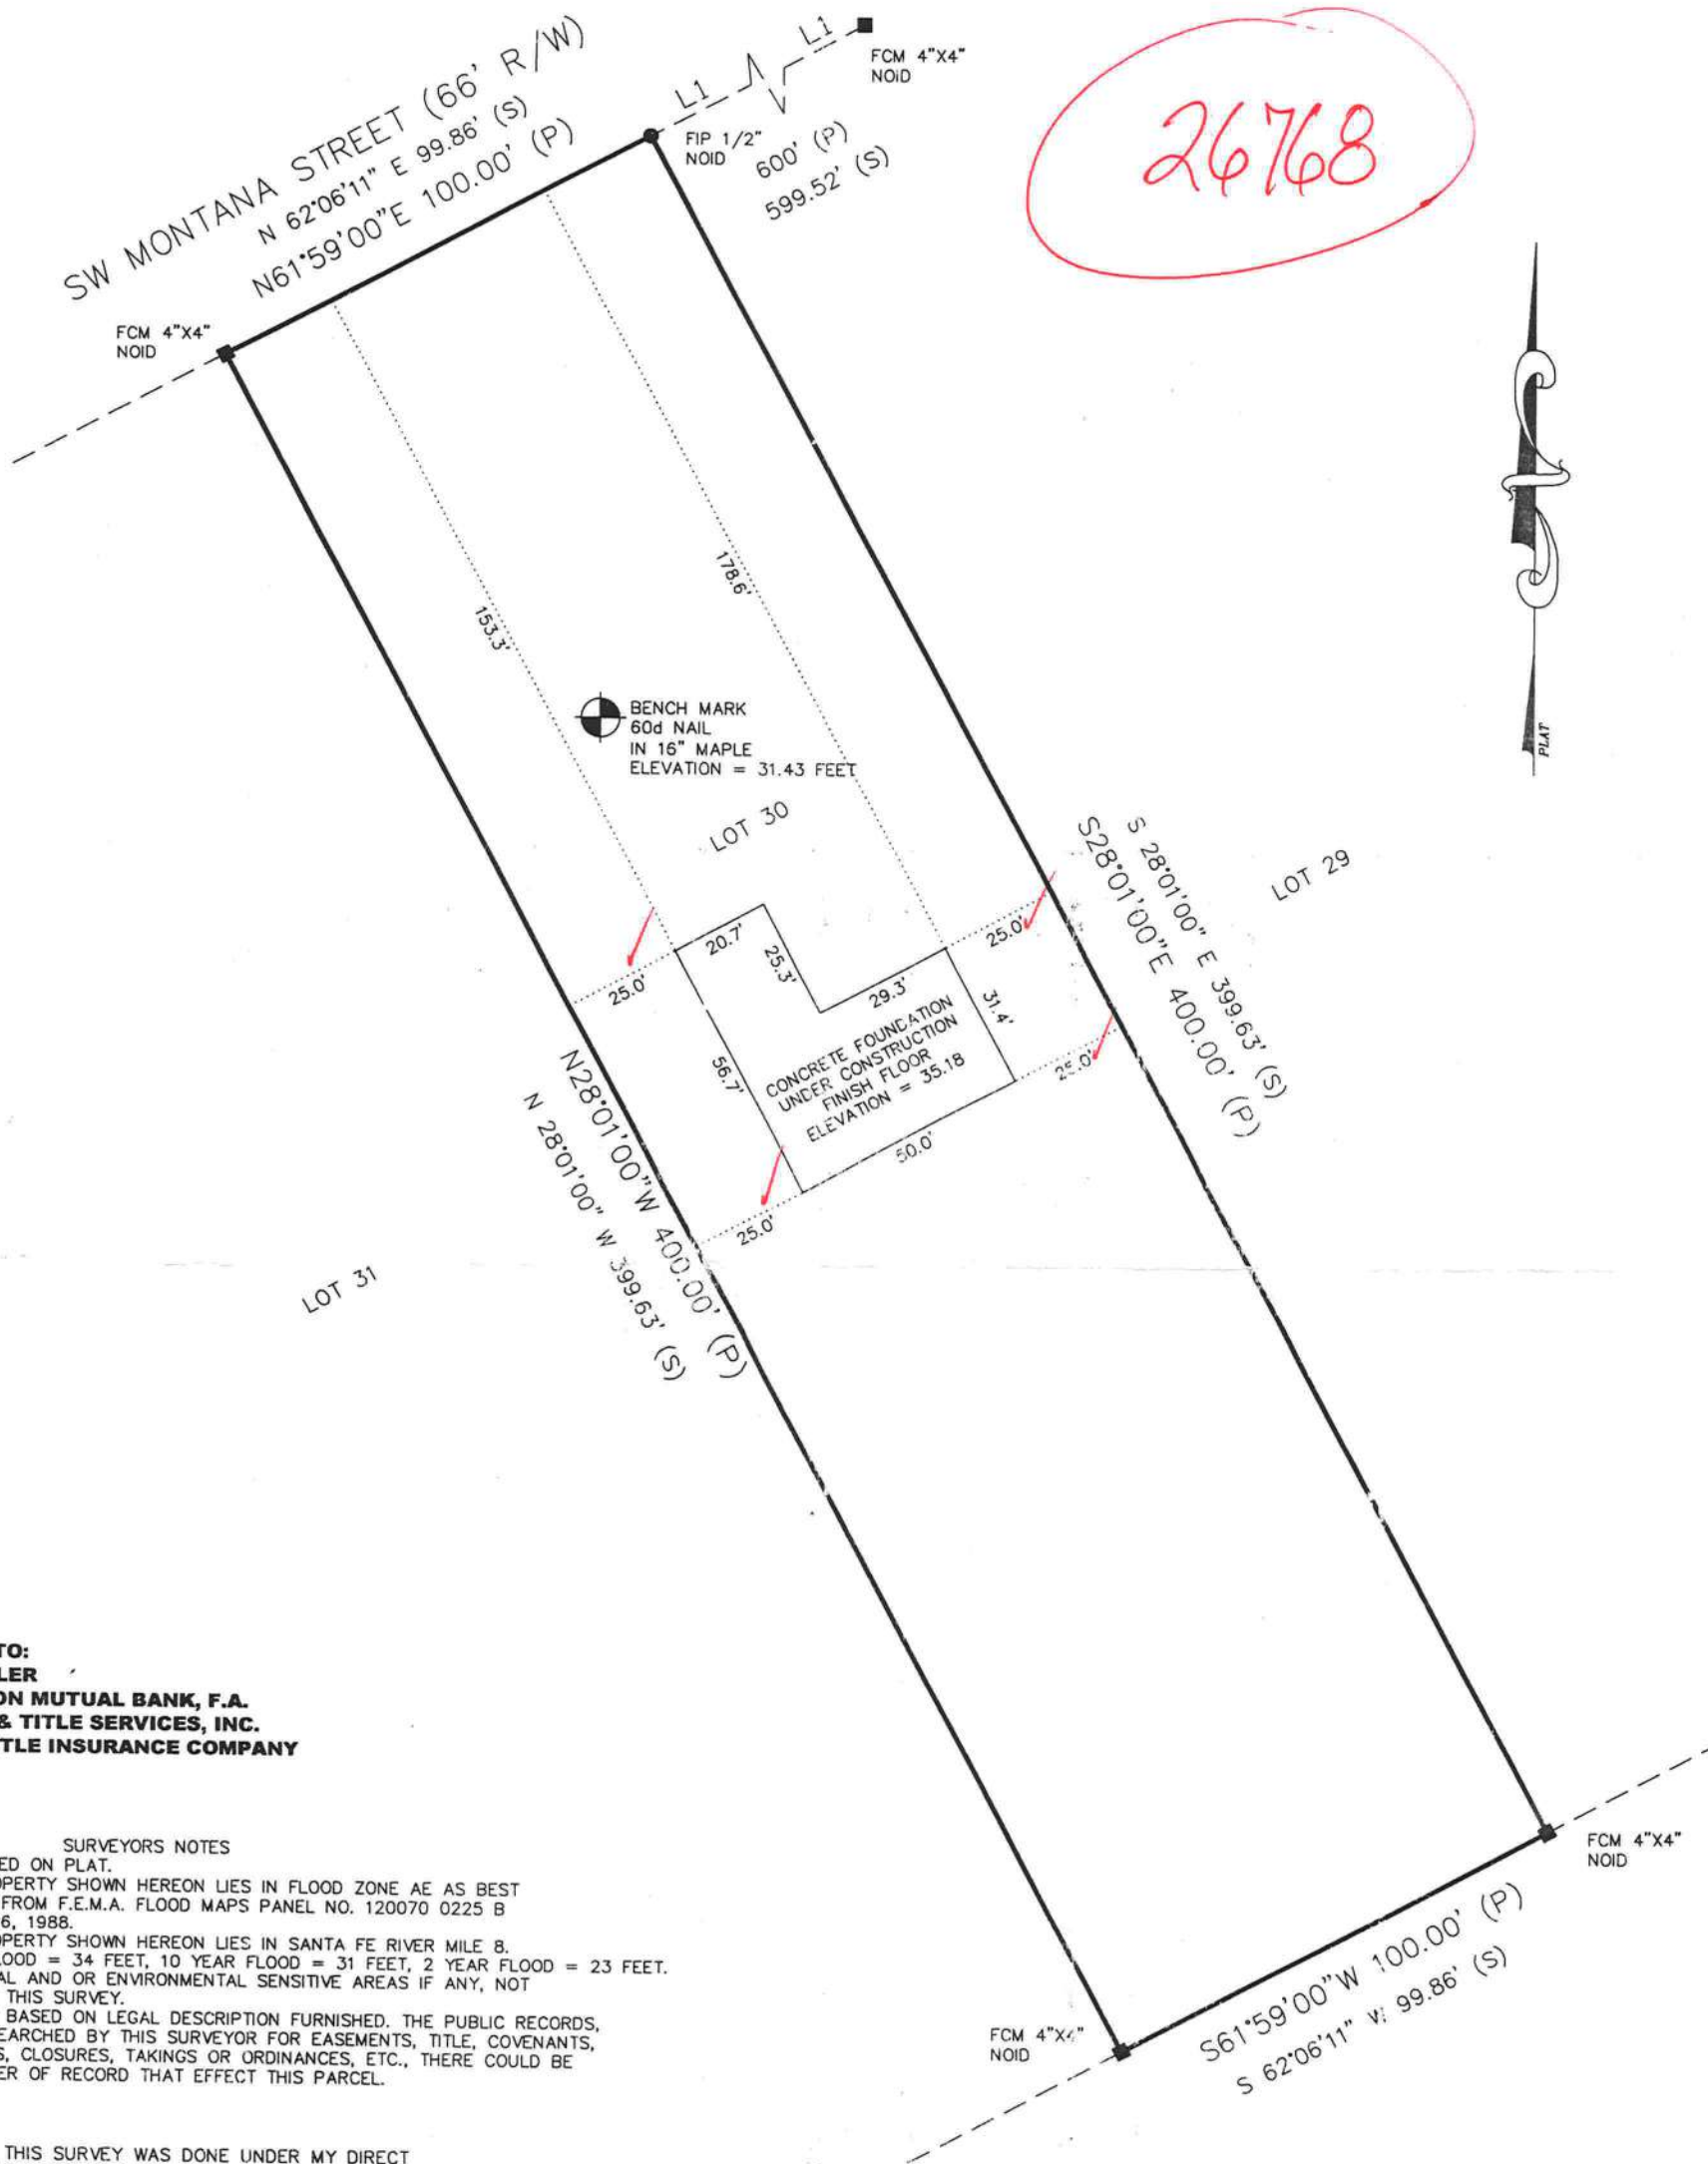 26768
SW MONTANA STREET (66' R/W)
N 62°06'11" E 99.86' (S)
N61°59'00"E 100.00' (P)
L1
L1
FCM 4"X4"
NOID
FIP 1/2"
NOID
600' (P)
599.52' (S)
FCM 4"X4"
NOID
PLAT
153.3'
178.6'
BENCH MARK
60d NAIL
IN 16" MAPLE
ELEVATION = 31.43 FEET
LOT 30
LOT 29
S 28°01'00" E 399.63' (S)
S28°01'00"E 400.00' (P)
25.0'
20.7'
25.3'
29.3'
25.0'
31.4'
25.0'
56.7'
CONCRETE FOUNDATION
UNDER CONSTRUCTION
FINISH FLOOR
ELEVATION = 35.18
50.0'
25.0'
N28°01'00"W 400.00' (P)
N 28°01'00" W 399.63' (S)
LOT 31
TO:
LER
ON MUTUAL BANK, F.A.
& TITLE SERVICES, INC.
TLE INSURANCE COMPANY
SURVEYORS NOTES
ED ON PLAT.
OPERTY SHOWN HEREON LIES IN FLOOD ZONE AE AS BEST
FROM F.E.M.A. FLOOD MAPS PANEL NO. 120070 0225 B
6, 1988.
OPERTY SHOWN HEREON LIES IN SANTA FE RIVER MILE 8.
LOOD = 34 FEET, 10 YEAR FLOOD = 31 FEET, 2 YEAR FLOOD = 23 FEET.
AL AND OR ENVIRONMENTAL SENSITIVE AREAS IF ANY, NOT
THIS SURVEY.
BASED ON LEGAL DESCRIPTION FURNISHED. THE PUBLIC RECORDS,
EARCHED BY THIS SURVEYOR FOR EASEMENTS, TITLE, COVENANTS,
S, CLOSURES, TAKINGS OR ORDINANCES, ETC., THERE COULD BE
ER OF RECORD THAT EFFECT THIS PARCEL.
THIS SURVEY WAS DONE UNDER MY DIRECT
FCM 4"X4"
NOID
FCM 4"X4"
NOID
S61°59'00"W 100.00' (P)
S 62°06'11" W 99.86' (S)